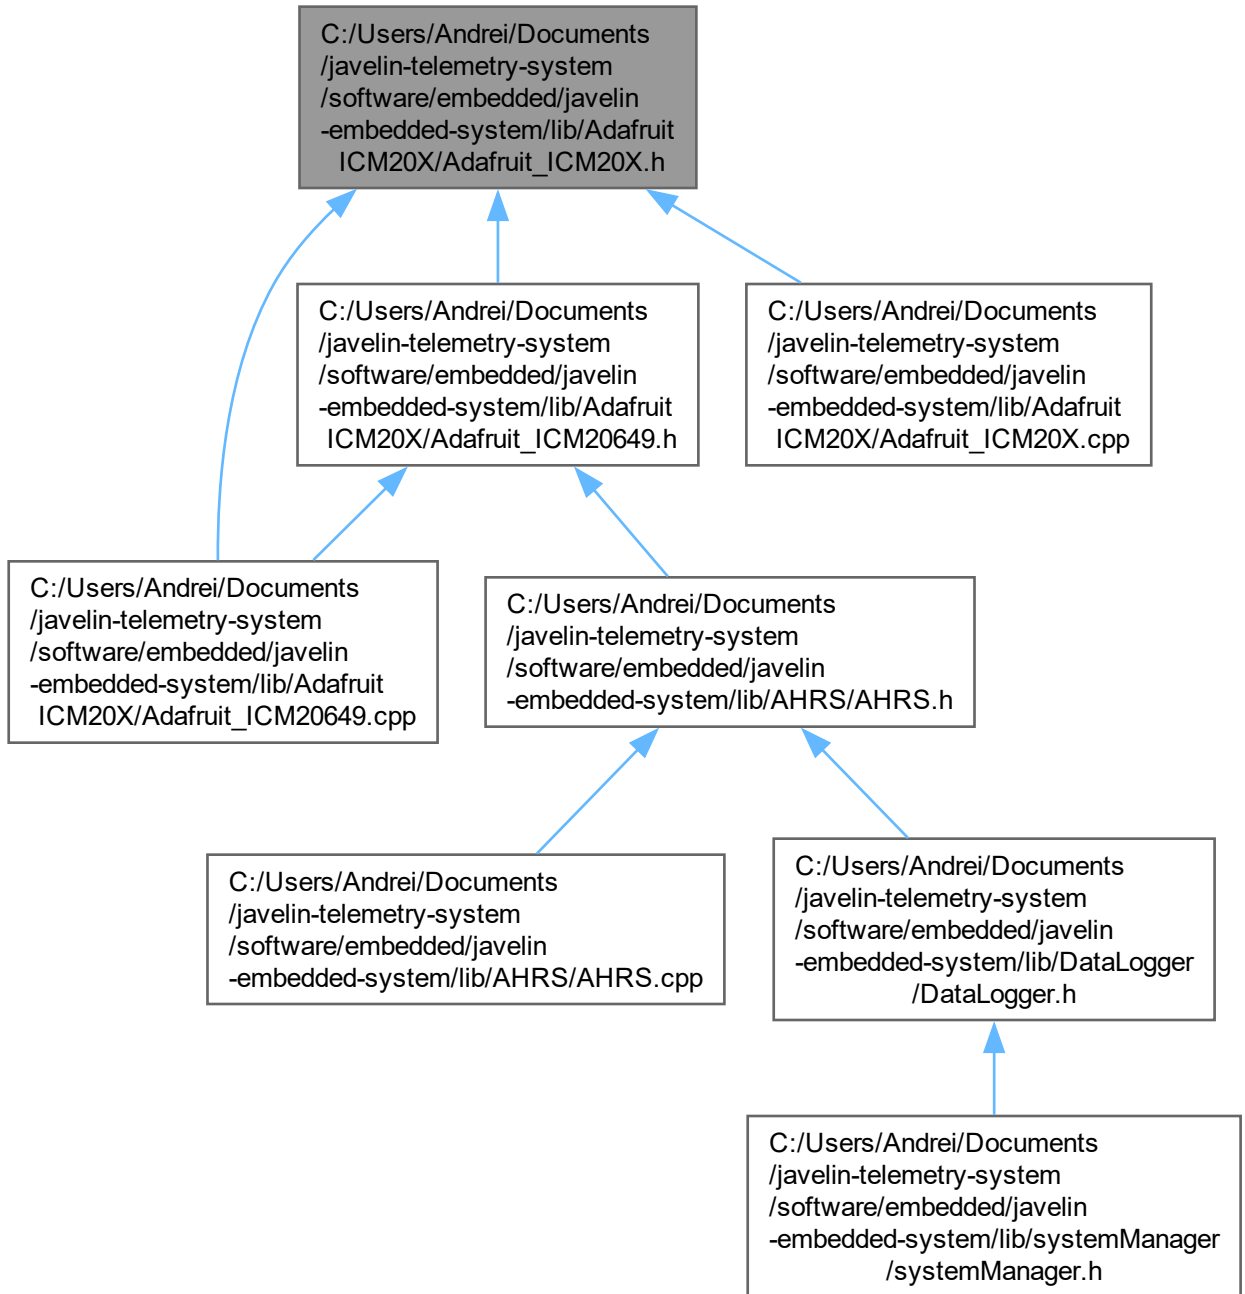 C:/Users/Andrei/Documents
/javelin-telemetry-system
/software/embedded/javelin
-embedded-system/lib/Adafruit
ICM20X/Adafruit_ICM20X.h
C:/Users/Andrei/Documents
/javelin-telemetry-system
/software/embedded/javelin
-embedded-system/lib/Adafruit
ICM20X/Adafruit_ICM20649.h
C:/Users/Andrei/Documents
/javelin-telemetry-system
/software/embedded/javelin
-embedded-system/lib/Adafruit
ICM20X/Adafruit_ICM20X.cpp
C:/Users/Andrei/Documents
/javelin-telemetry-system
/software/embedded/javelin
-embedded-system/lib/Adafruit
ICM20X/Adafruit_ICM20649.cpp
C:/Users/Andrei/Documents
/javelin-telemetry-system
/software/embedded/javelin
-embedded-system/lib/AHRS/AHRS.h
C:/Users/Andrei/Documents
/javelin-telemetry-system
/software/embedded/javelin
-embedded-system/lib/AHRS/AHRS.cpp
C:/Users/Andrei/Documents
/javelin-telemetry-system
/software/embedded/javelin
-embedded-system/lib/DataLogger
/DataLogger.h
C:/Users/Andrei/Documents
/javelin-telemetry-system
/software/embedded/javelin
-embedded-system/lib/systemManager
/systemManager.h